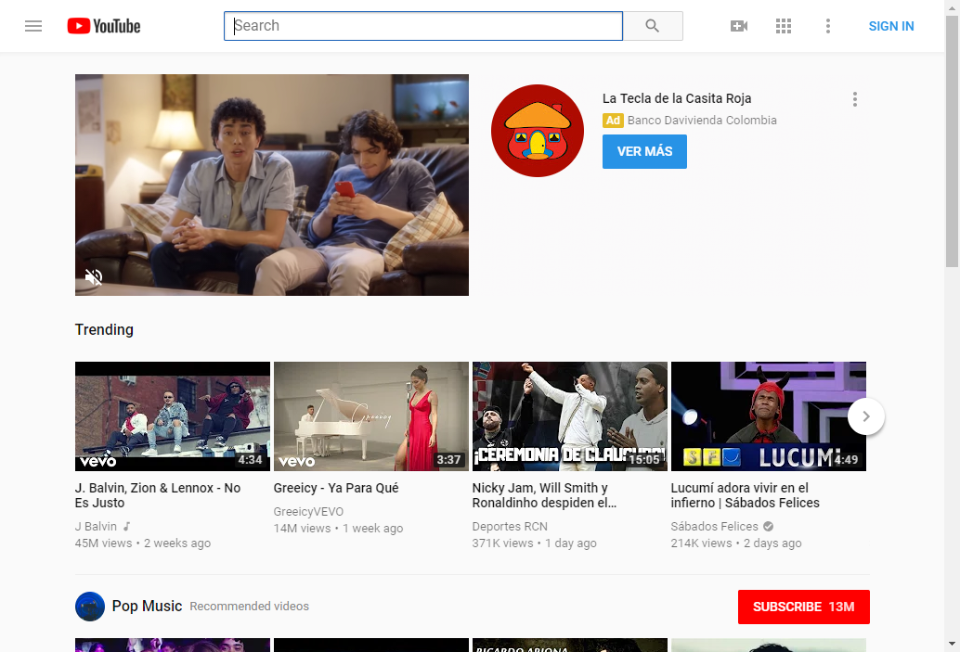 YouTube
Search
SIGN IN
La Tecla de la Casita Roja
Ad Banco Davivienda Colombia
VER MÁS
Trending
vevo
4:34
Greeicy
vevo
3:37
¡CEREMONIA DE CLAUSURA!
15:05
SFC LUCUMÍ
4:49
J. Balvin, Zion & Lennox - No
Es Justo
J Balvin
45M views • 2 weeks ago
Greeicy - Ya Para Qué
GreeicyVEVO
14M views • 1 week ago
Nicky Jam, Will Smith y
Ronaldinho despiden el...
Deportes RCN
371K views • 1 day ago
Lucumí adora vivir en el
infierno | Sábados Felices
Sábados Felices
214K views • 2 days ago
Pop Music Recommended videos
SUBSCRIBE 13M
RICARDO ARJONA